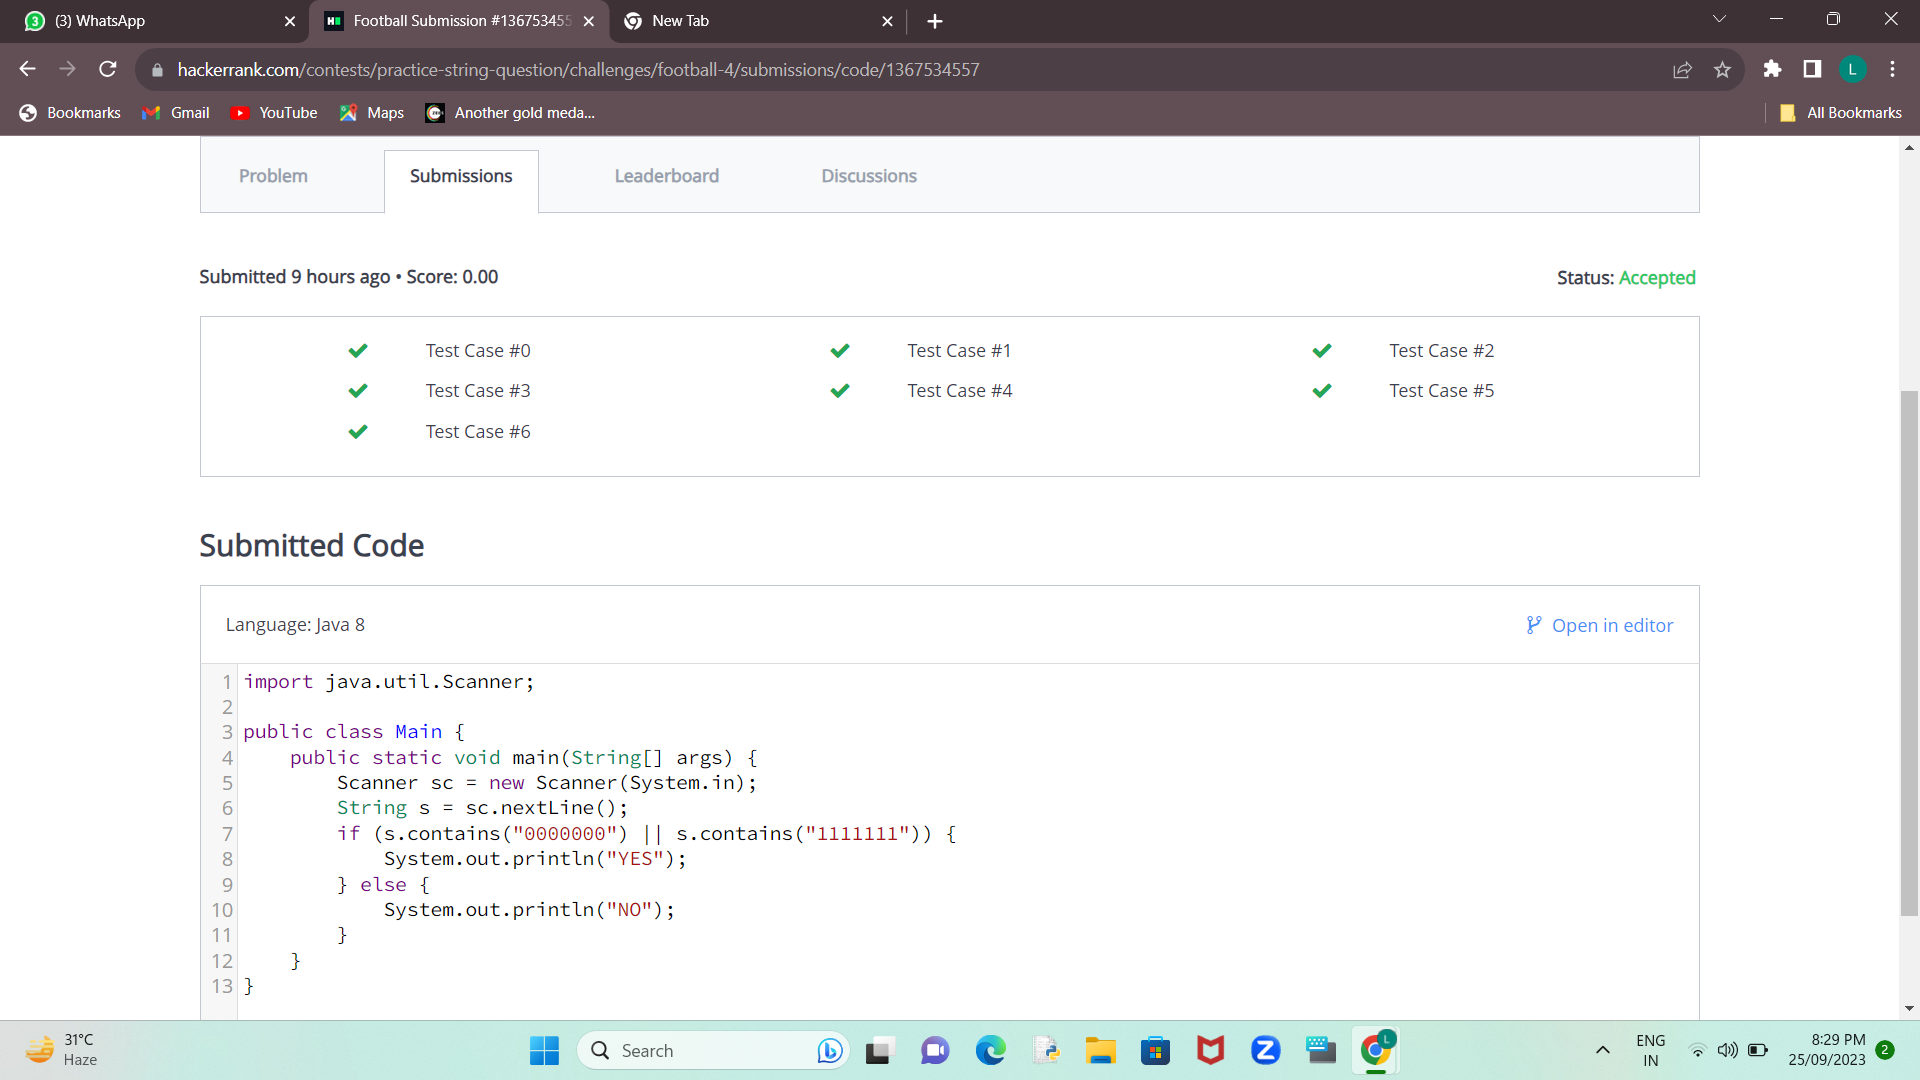 (3) WhatsApp
Football Submission #136753455
New Tab
hackerrank.com/contests/practice-string-question/challenges/football-4/submissions/code/1367534557
L
Bookmarks
Gmail
YouTube
Maps
Another gold meda...
All Bookmarks
Problem
Submissions
Leaderboard
Discussions
Submitted 9 hours ago • Score: 0.00
Status: Accepted
Test Case #0
Test Case #1
Test Case #2
Test Case #3
Test Case #4
Test Case #5
Test Case #6
Submitted Code
Language: Java 8
Open in editor
1 import java.util.Scanner;
2
3 public class Main {
4     public static void main(String[] args) {
5         Scanner sc = new Scanner(System.in);
6         String s = sc.nextLine();
7         if (s.contains("0000000") || s.contains("1111111")) {
8             System.out.println("YES");
9         } else {
10             System.out.println("NO");
11         }
12     }
13 }
31°C
Haze
Search
L
ENG
IN
8:29 PM
25/09/2023
2